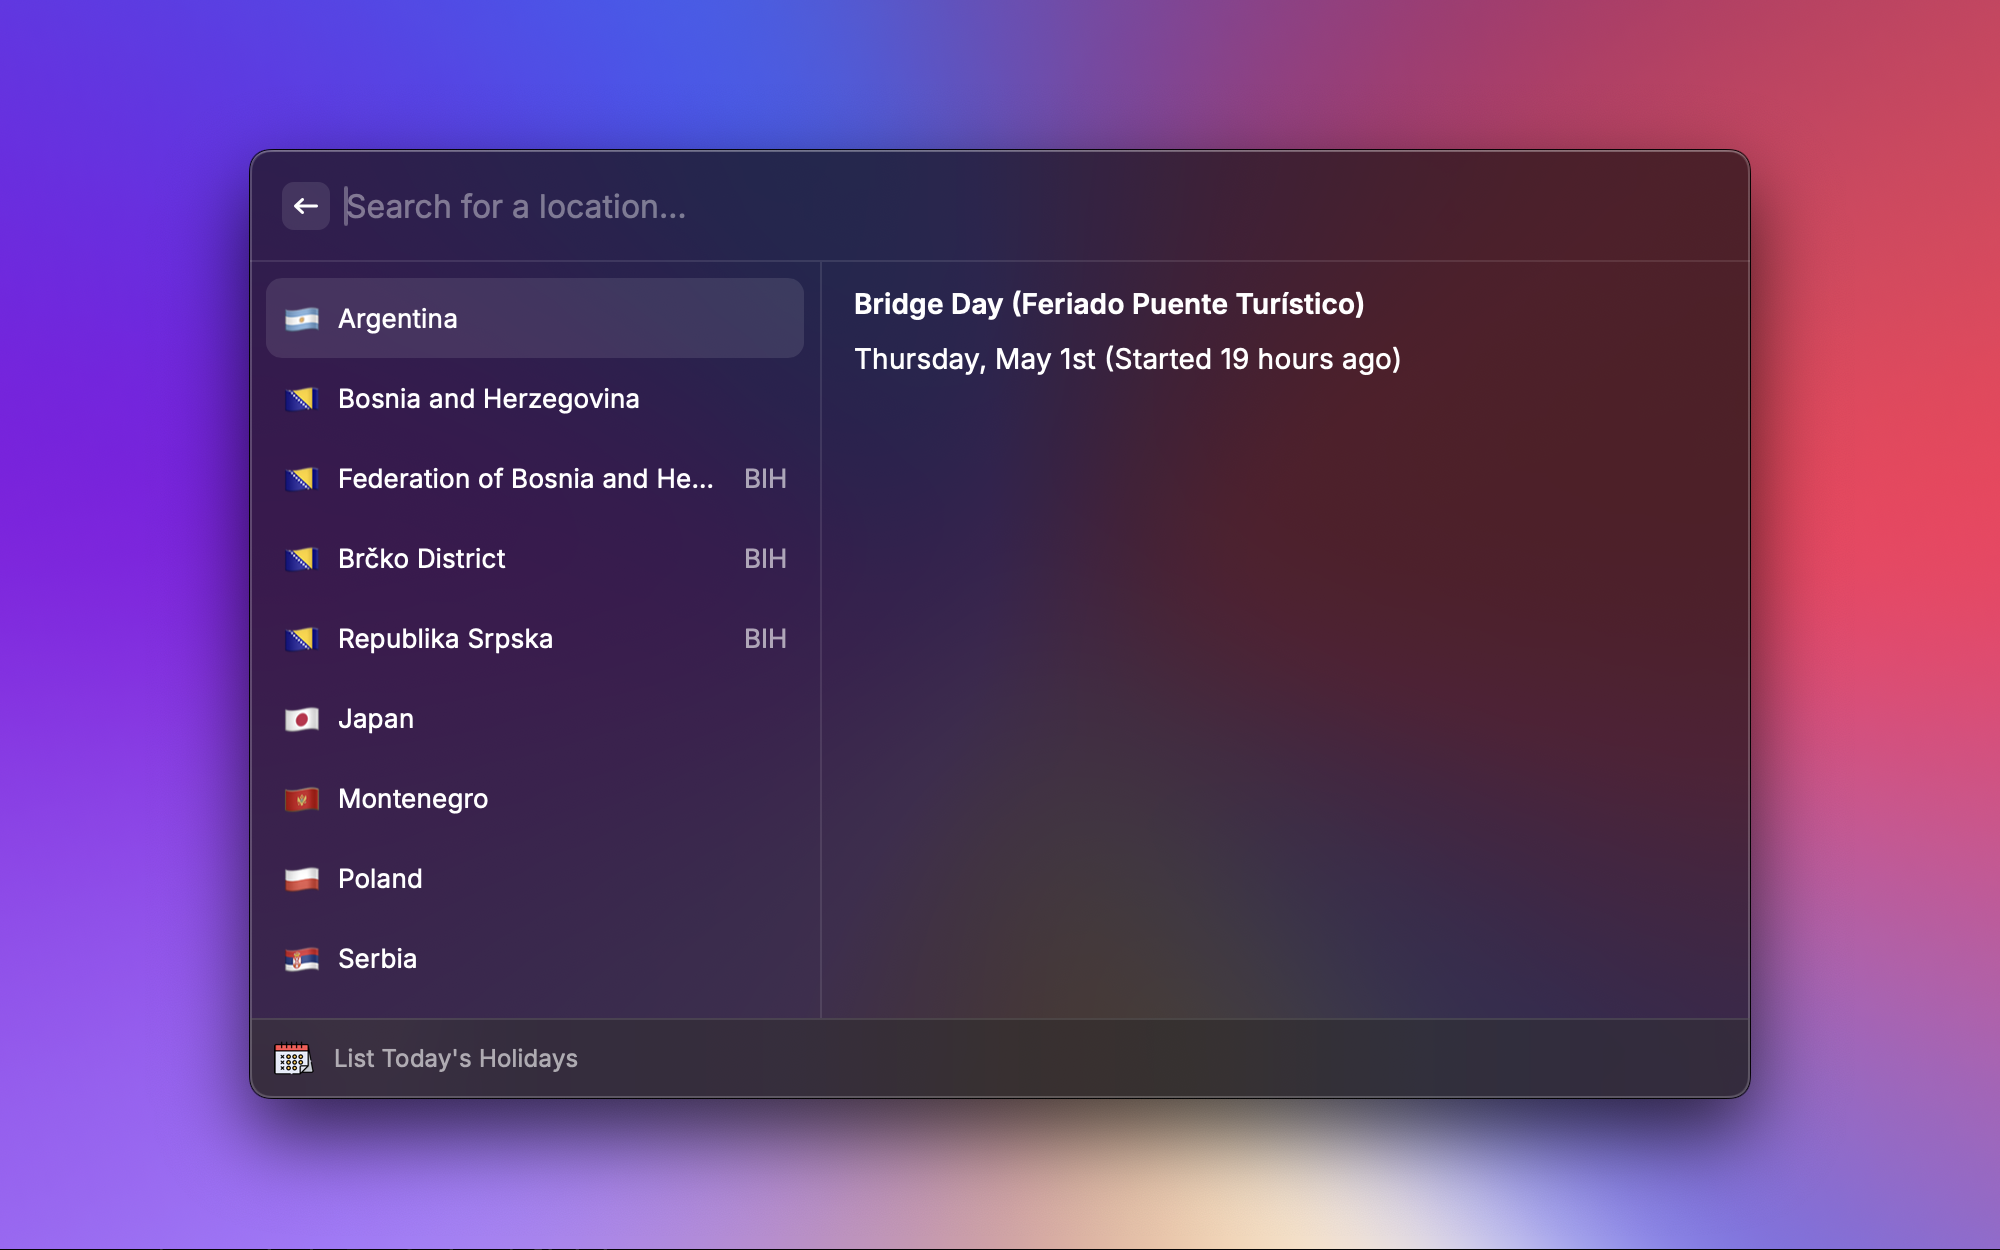 Search for a location...
Argentina
Bosnia and Herzegovina
Federation of Bosnia and He... BIH
Brčko District BIH
Republika Srpska BIH
Japan
Montenegro
Poland
Serbia
Bridge Day (Feriado Puente Turístico)
Thursday, May 1st (Started 19 hours ago)
List Today's Holidays